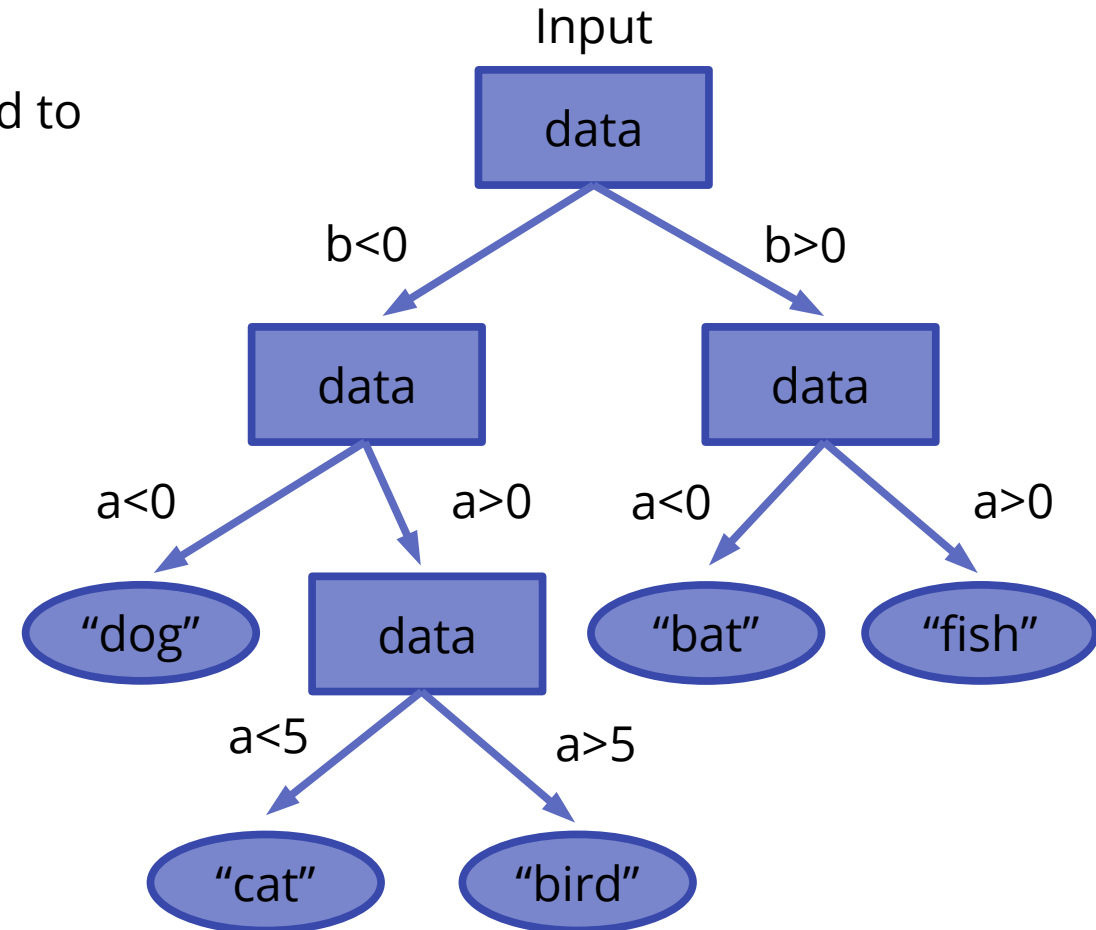 Input
d to
data
b<0
b>0
data
data
a<0
a>0
a<0
a>0
“dog”
data
“bat”
“fish”
a<5
a>5
“cat”
“bird”